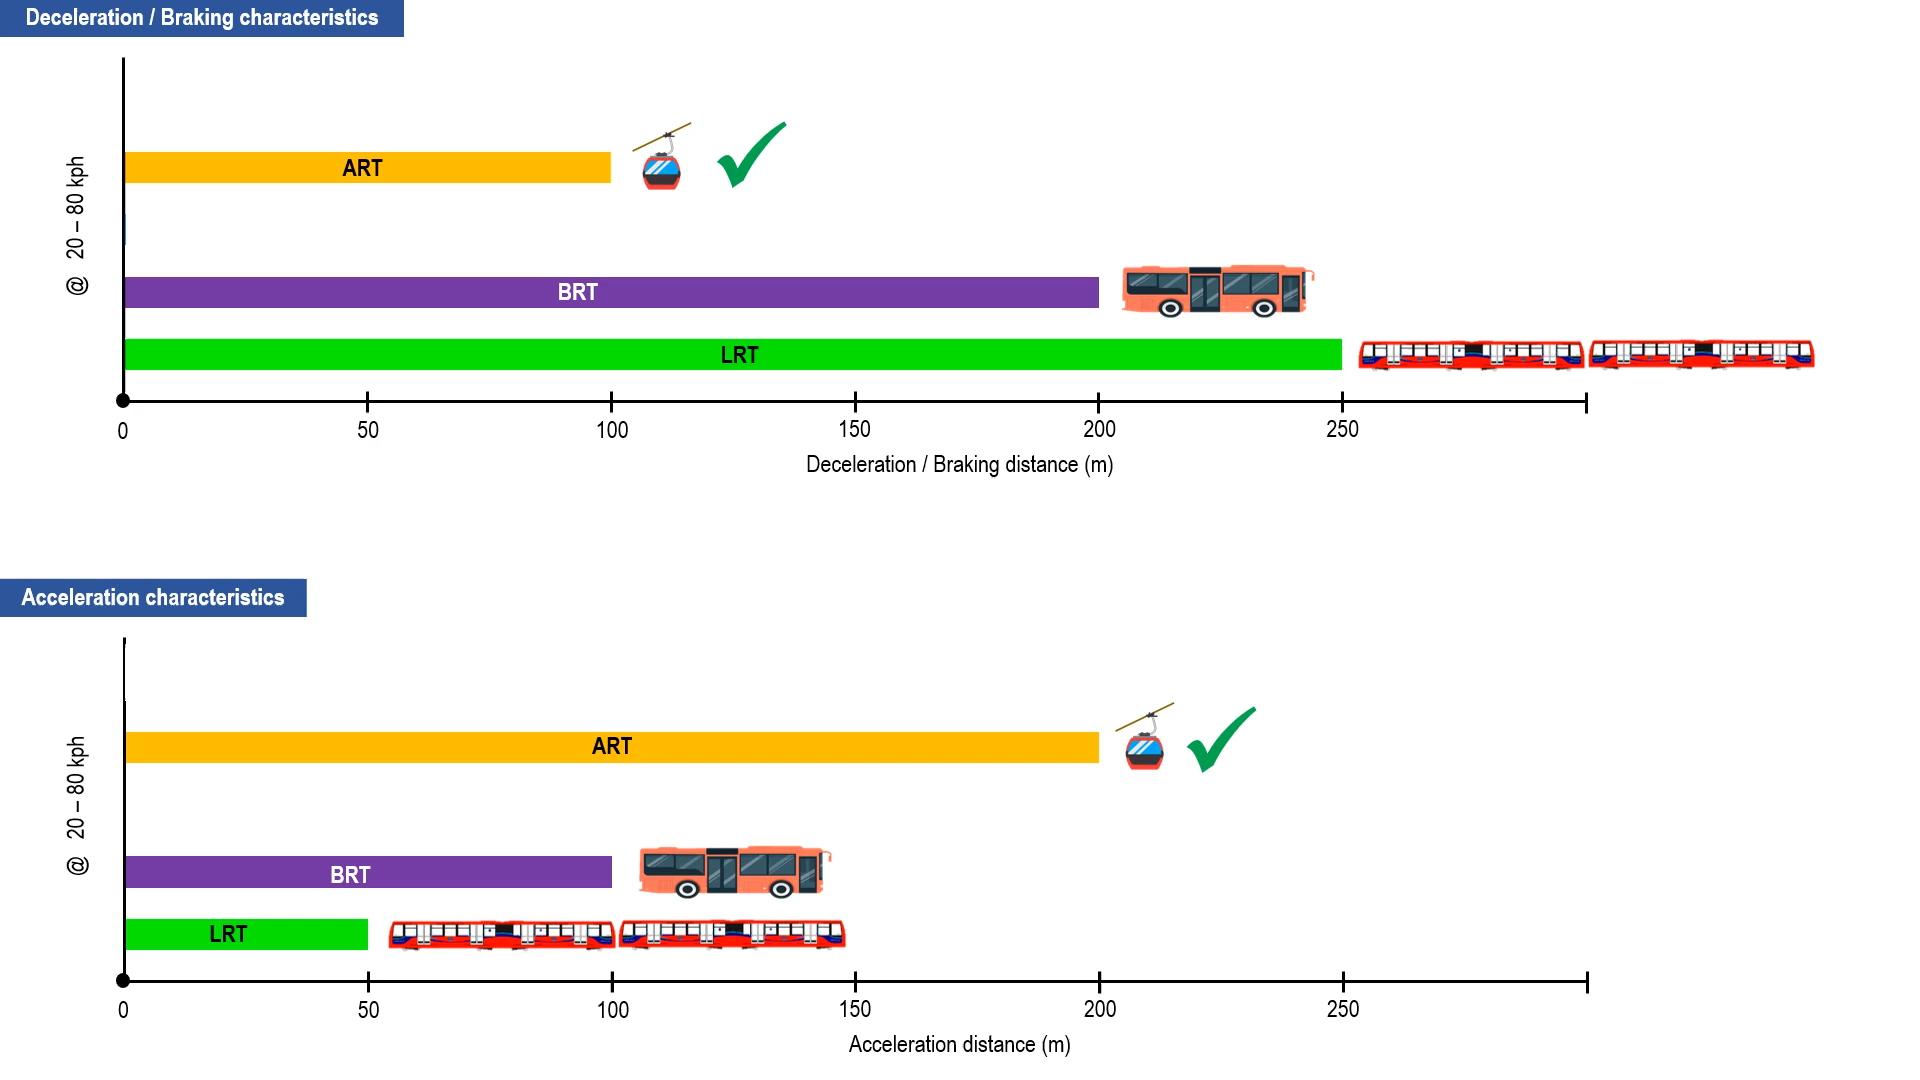 Deceleration / Braking characteristics
@ 20 – 80 kph
ART
BRT
LRT
0 50 100 150 200 250
Deceleration / Braking distance (m)
Acceleration characteristics
@ 20 – 80 kph
ART
BRT
LRT
0 50 100 150 200 250
Acceleration distance (m)